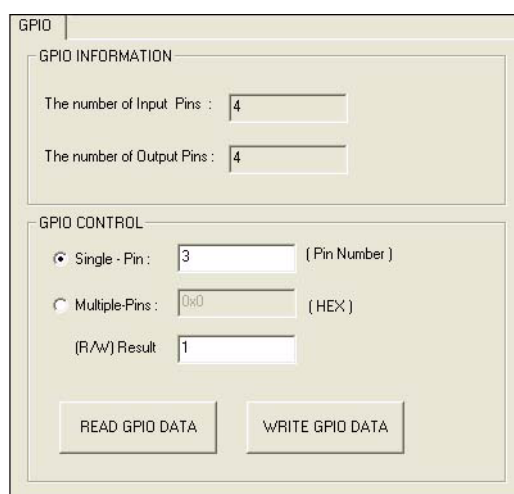 GPIO
GPIO INFORMATION
The number of Input Pins : 4
The number of Output Pins : 4
GPIO CONTROL
Single - Pin : 3 ( Pin Number )
Multiple-Pins : 0x0 ( HEX )
(R/W) Result 1
READ GPIO DATA WRITE GPIO DATA